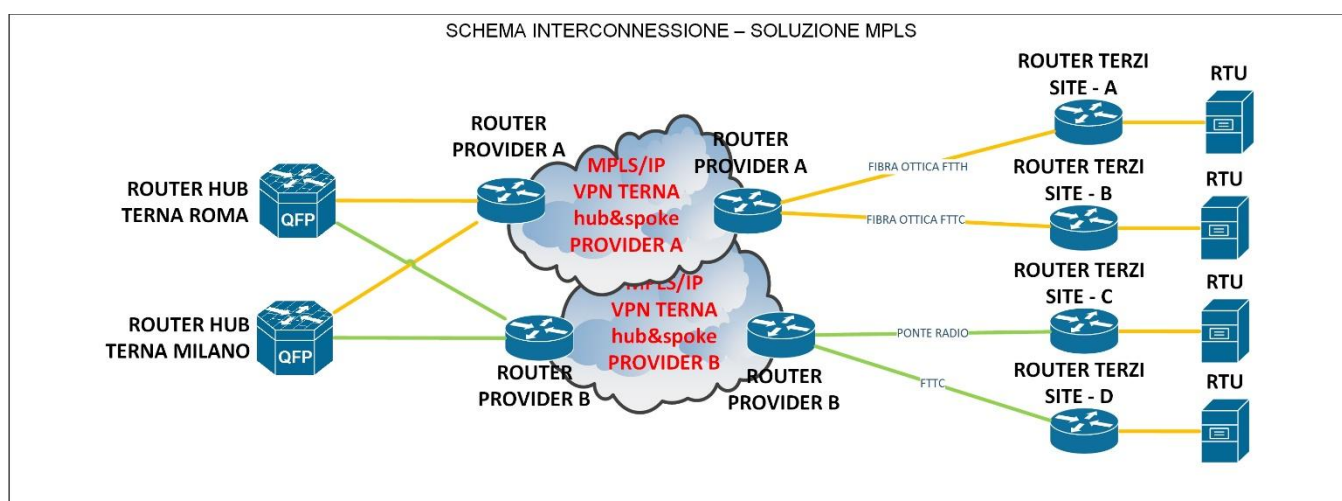 SCHEMA INTERCONNESSIONE – SOLUZIONE MPLS
ROUTER HUB
TERNA ROMA
QFP
ROUTER HUB
TERNA MILANO
QFP
ROUTER
PROVIDER A
MPLS/IP
VPN TERNA
hub&spoke
PROVIDER A
ROUTER
PROVIDER A
ROUTER
PROVIDER B
MPLS/IP
VPN TERNA
hub&spoke
PROVIDER B
ROUTER
PROVIDER B
FIBRA OTTICA FTTH
FIBRA OTTICA FTTC
PONTE RADIO
FTTC
ROUTER TERZI
SITE - A
RTU
ROUTER TERZI
SITE - B
RTU
ROUTER TERZI
SITE - C
RTU
ROUTER TERZI
SITE - D
RTU